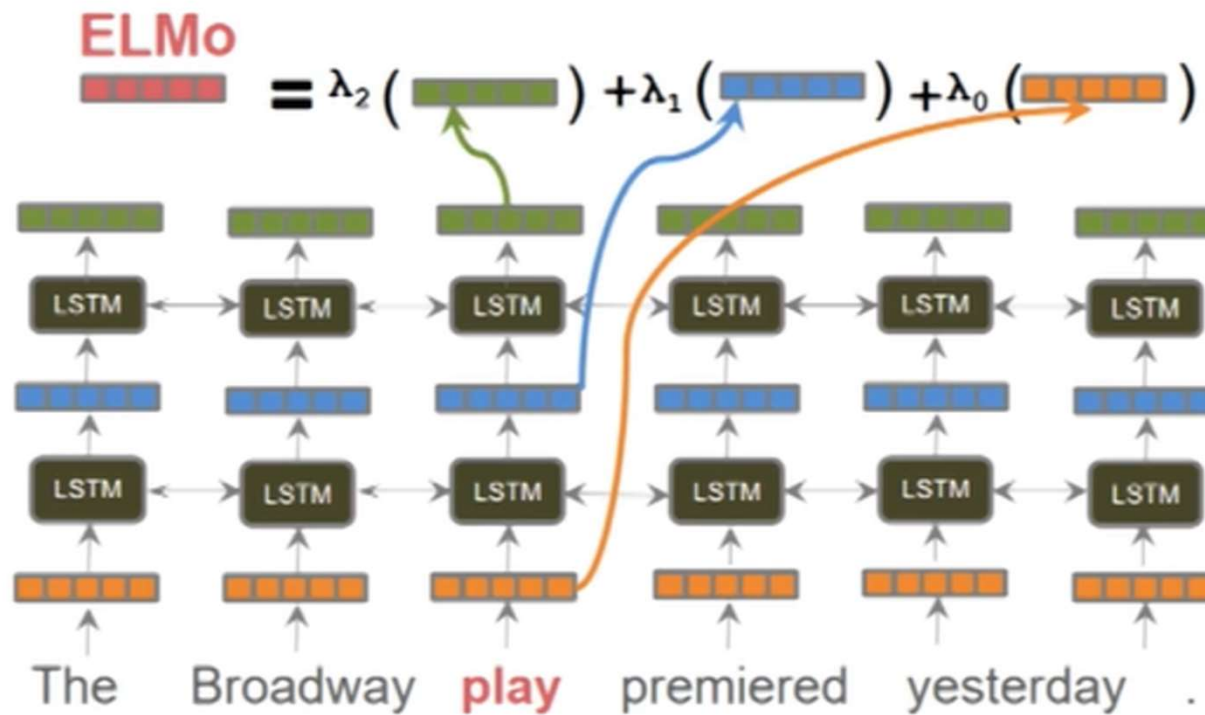 ELMo
= λ₂ ( ) +λ₁ ( ) +λ₀ ( )
LSTM LSTM LSTM LSTM LSTM LSTM
LSTM LSTM LSTM LSTM LSTM LSTM
The Broadway play premiered yesterday .